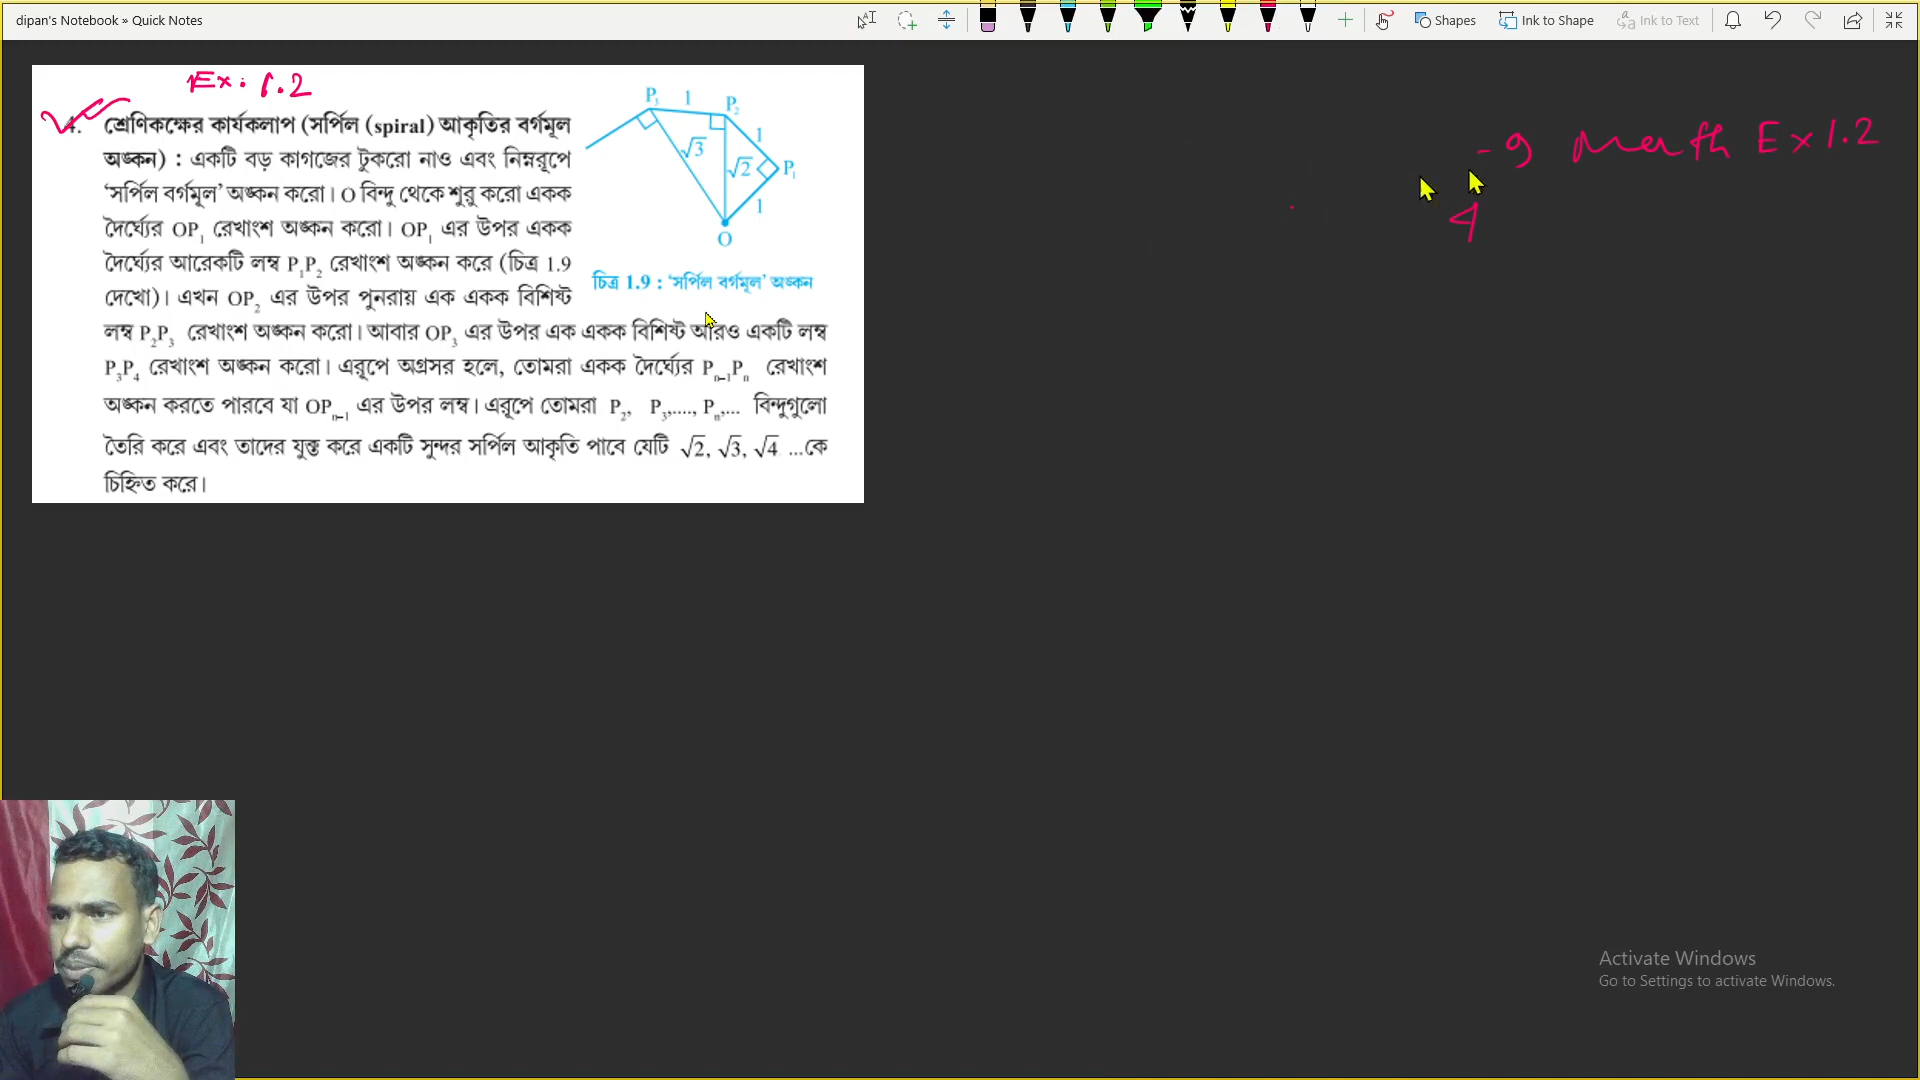 dipan's Notebook » Quick Notes
Shapes
Ink to Shape
Ink to Text
Ex: 1.2
4. শ্রেণিকক্ষের কার্যকলাপ (সর্পিল (spiral) আকৃতির বর্গমূল
অঙ্কন) : একটি বড় কাগজের টুকরো নাও এবং নিম্নরূপে
‘সর্পিল বর্গমূল’ অঙ্কন করো। O বিন্দু থেকে শুরু করো একক
দৈর্ঘ্যের OP₁ রেখাংশ অঙ্কন করো। OP₁ এর উপর একক
দৈর্ঘ্যের আরেকটি লম্ব P₁P₂ রেখাংশ অঙ্কন করে (চিত্র 1.9
দেখো)। এখন OP₂ এর উপর পুনরায় এক একক বিশিষ্ট
লম্ব P₂P₃ রেখাংশ অঙ্কন করো। আবার OP₃ এর উপর এক একক বিশিষ্ট আরও একটি লম্ব
P₃P₄ রেখাংশ অঙ্কন করো। এরূপে অগ্রসর হলে, তোমরা একক দৈর্ঘ্যের Pₙ₋₁Pₙ রেখাংশ
অঙ্কন করতে পারবে যা OPₙ₋₁ এর উপর লম্ব। এরূপে তোমরা P₂, P₃,...., Pₙ,... বিন্দুগুলো
তৈরি করে এবং তাদের যুক্ত করে একটি সুন্দর সর্পিল আকৃতি পাবে যেটি √2, √3, √4 ...কে
চিহ্নিত করে।
P₃ 1 P₂
1
√3
√2 P₁
1
O
চিত্র 1.9 : ‘সর্পিল বর্গমূল’ অঙ্কন
-9 Math Ex 1.2
4
Activate Windows
Go to Settings to activate Windows.